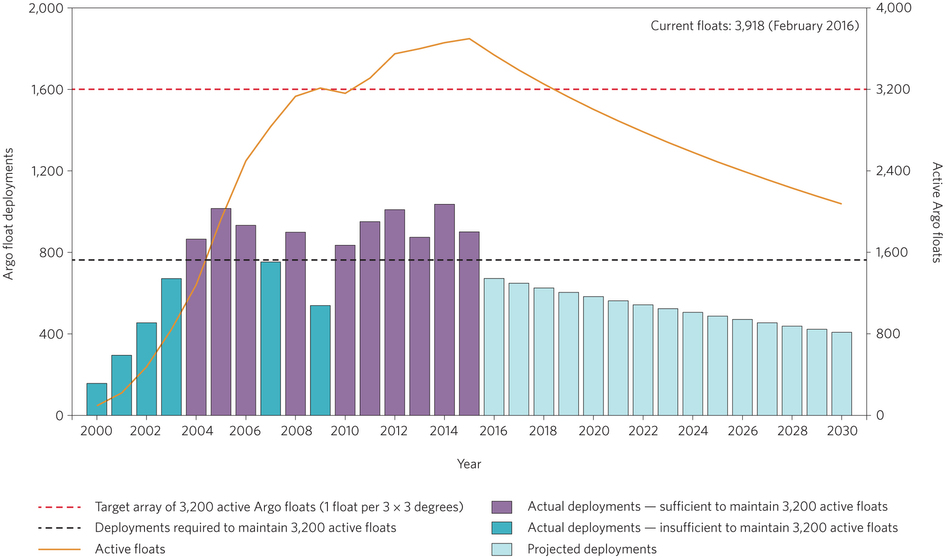 2,000
1,600
1,200
800
400
0
Argo float deployments
Current floats: 3,918 (February 2016)
4,000
3,200
2,400
1,600
800
0
Active Argo floats
2000 2002 2004 2006 2008 2010 2012 2014 2016 2018 2020 2022 2024 2026 2028 2030
Year
Target array of 3,200 active Argo floats (1 float per 3 × 3 degrees)
Deployments required to maintain 3,200 active floats
Active floats
Actual deployments — sufficient to maintain 3,200 active floats
Actual deployments — insufficient to maintain 3,200 active floats
Projected deployments